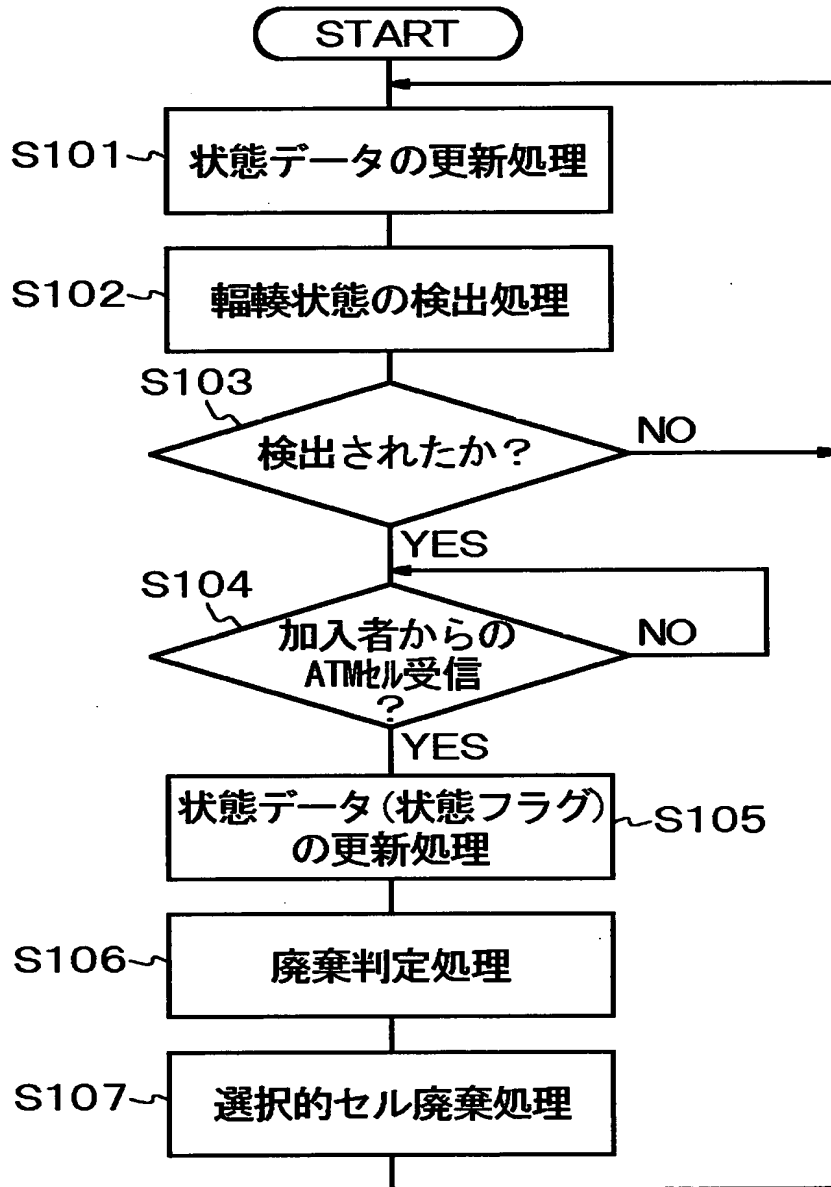 START
S101
状態データの更新処理
S102
輻輳状態の検出処理
S103
検出されたか？
NO
YES
S104
加入者からの
ATMｾﾙ受信
？
NO
YES
状態データ(状態フラグ)
の更新処理
S105
S106
廃棄判定処理
S107
選択的セル廃棄処理